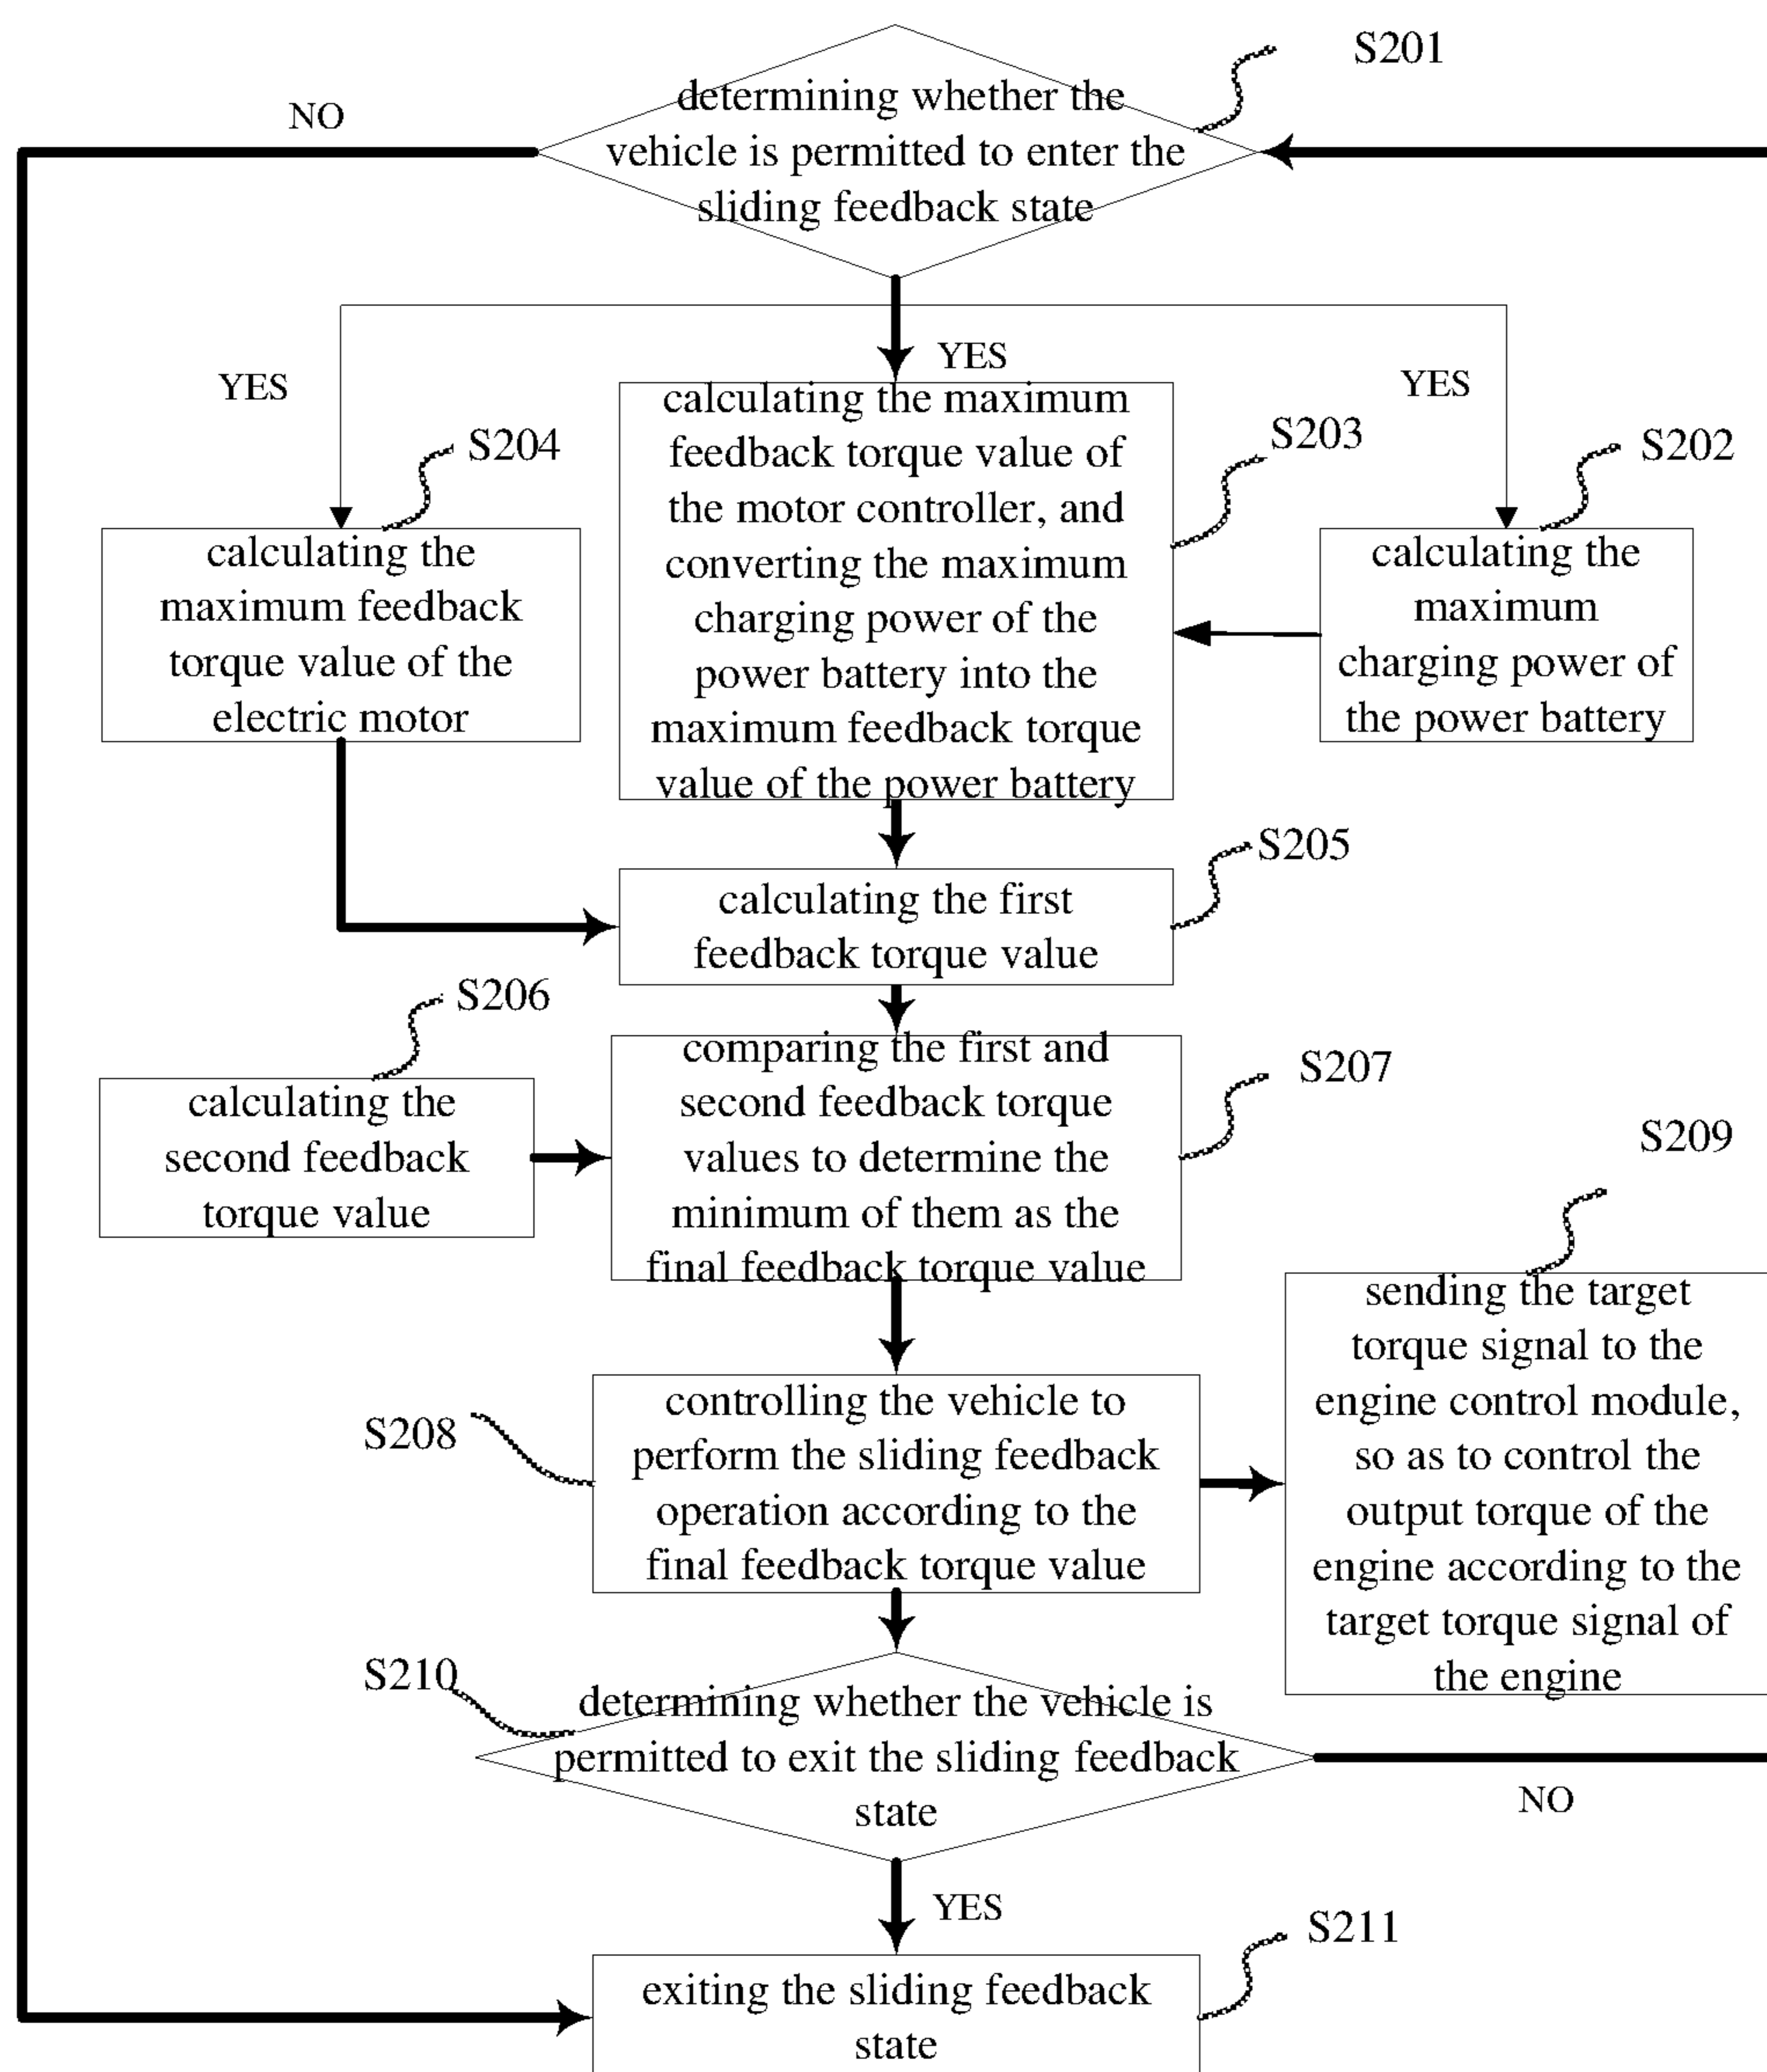 S201
determining whether the
vehicle is permitted to enter the
sliding feedback state
NO
YES
YES
YES
S204
calculating the
maximum feedback
torque value of the
electric motor
S203
calculating the maximum
feedback torque value of
the motor controller, and
converting the maximum
charging power of the
power battery into the
maximum feedback torque
value of the power battery
S202
calculating the
maximum
charging power of
the power battery
S205
calculating the first
feedback torque value
S206
calculating the
second feedback
torque value
S207
comparing the first and
second feedback torque
values to determine the
minimum of them as the
final feedback torque value
S208
controlling the vehicle to
perform the sliding feedback
operation according to the
final feedback torque value
S209
sending the target
torque signal to the
engine control module,
so as to control the
output torque of the
engine according to the
target torque signal of
the engine
S210
determining whether the vehicle is
permitted to exit the sliding feedback
state
NO
YES
S211
exiting the sliding feedback
state